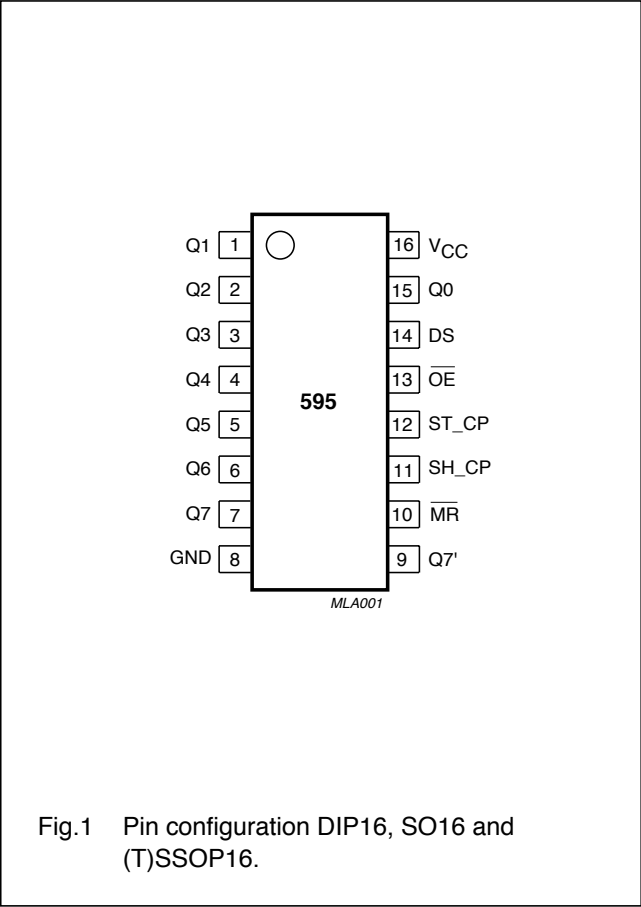 Q1 1 16 VCC
Q2 2 15 Q0
Q3 3 14 DS
Q4 4 13 O̅E̅
595
Q5 5 12 ST_CP
Q6 6 11 SH_CP
Q7 7 10 M̅R̅
GND 8 9 Q7'
MLA001
Fig.1 Pin configuration DIP16, SO16 and
(T)SSOP16.